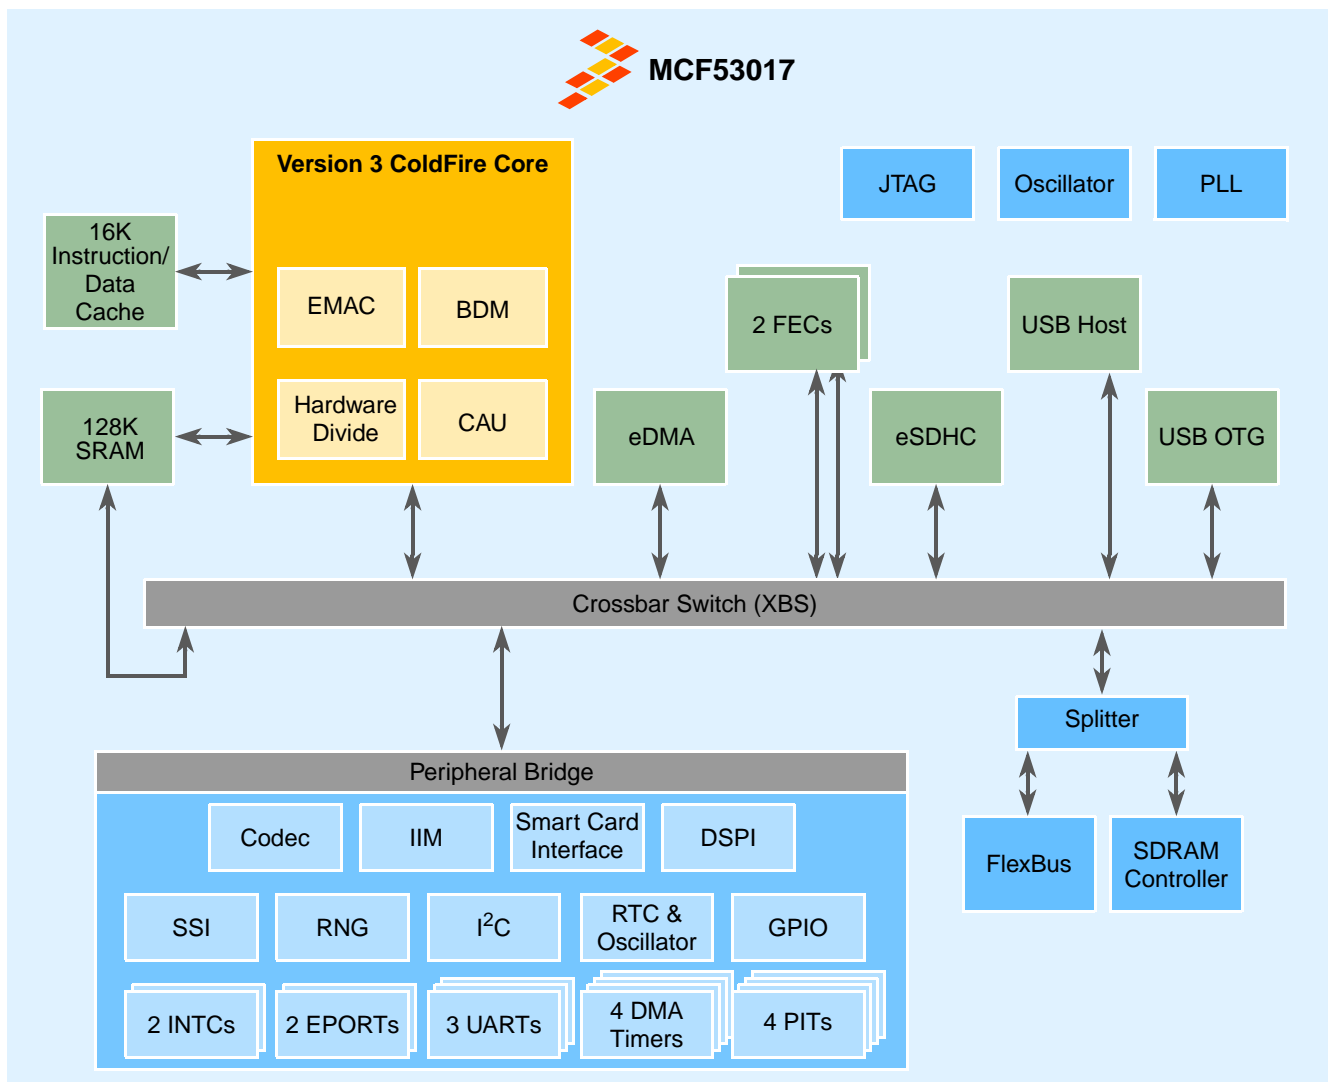 MCF53017
Version 3 ColdFire Core
JTAG
Oscillator
PLL
16K
Instruction/
Data
Cache
EMAC
BDM
2 FECs
USB Host
128K
SRAM
Hardware
Divide
CAU
eDMA
eSDHC
USB OTG
Crossbar Switch (XBS)
Splitter
Peripheral Bridge
Codec
IIM
Smart Card
Interface
DSPI
FlexBus
SDRAM
Controller
SSI
RNG
I²C
RTC &
Oscillator
GPIO
2 INTCs
2 EPORTs
3 UARTs
4 DMA
Timers
4 PITs